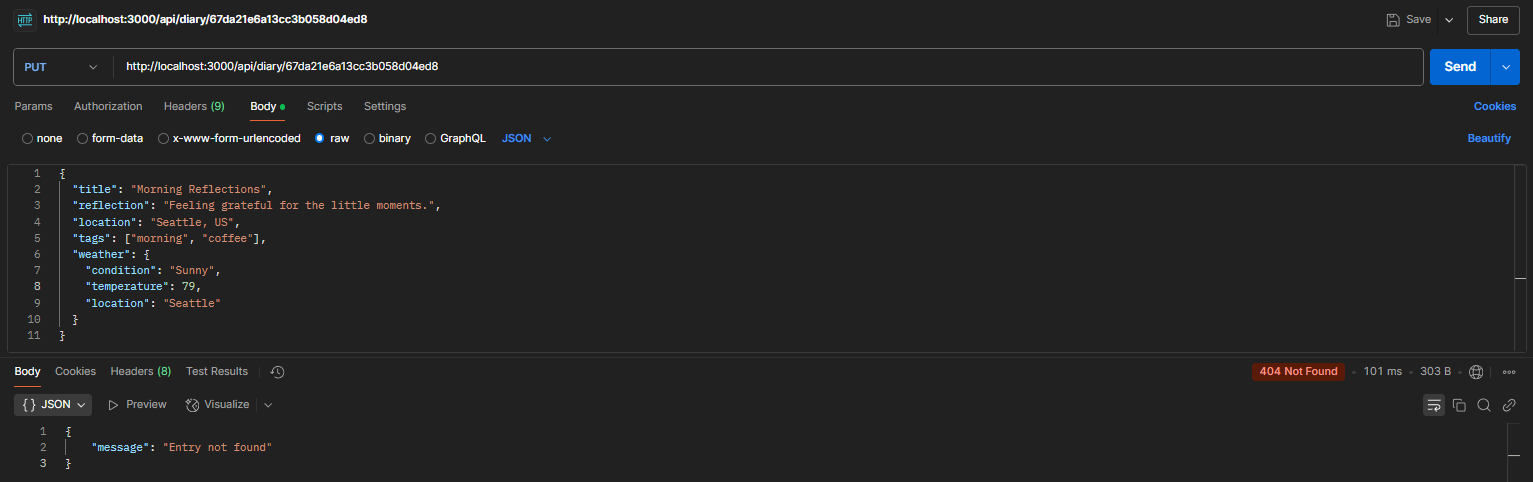 HTTP http://localhost:3000/api/diary/67da21e6a13cc3b058d04ed8 Save Share
PUT http://localhost:3000/api/diary/67da21e6a13cc3b058d04ed8 Send
Params Authorization Headers (9) Body Scripts Settings Cookies
none form-data x-www-form-urlencoded raw binary GraphQL JSON Beautify
1 {
2 "title": "Morning Reflections",
3 "reflection": "Feeling grateful for the little moments.",
4 "location": "Seattle, US",
5 "tags": ["morning", "coffee"],
6 "weather": {
7 "condition": "Sunny",
8 "temperature": 79,
9 "location": "Seattle"
10 }
11 }
Body Cookies Headers (8) Test Results 404 Not Found 101 ms 303 B
{} JSON Preview Visualize
1 {
2 "message": "Entry not found"
3 }